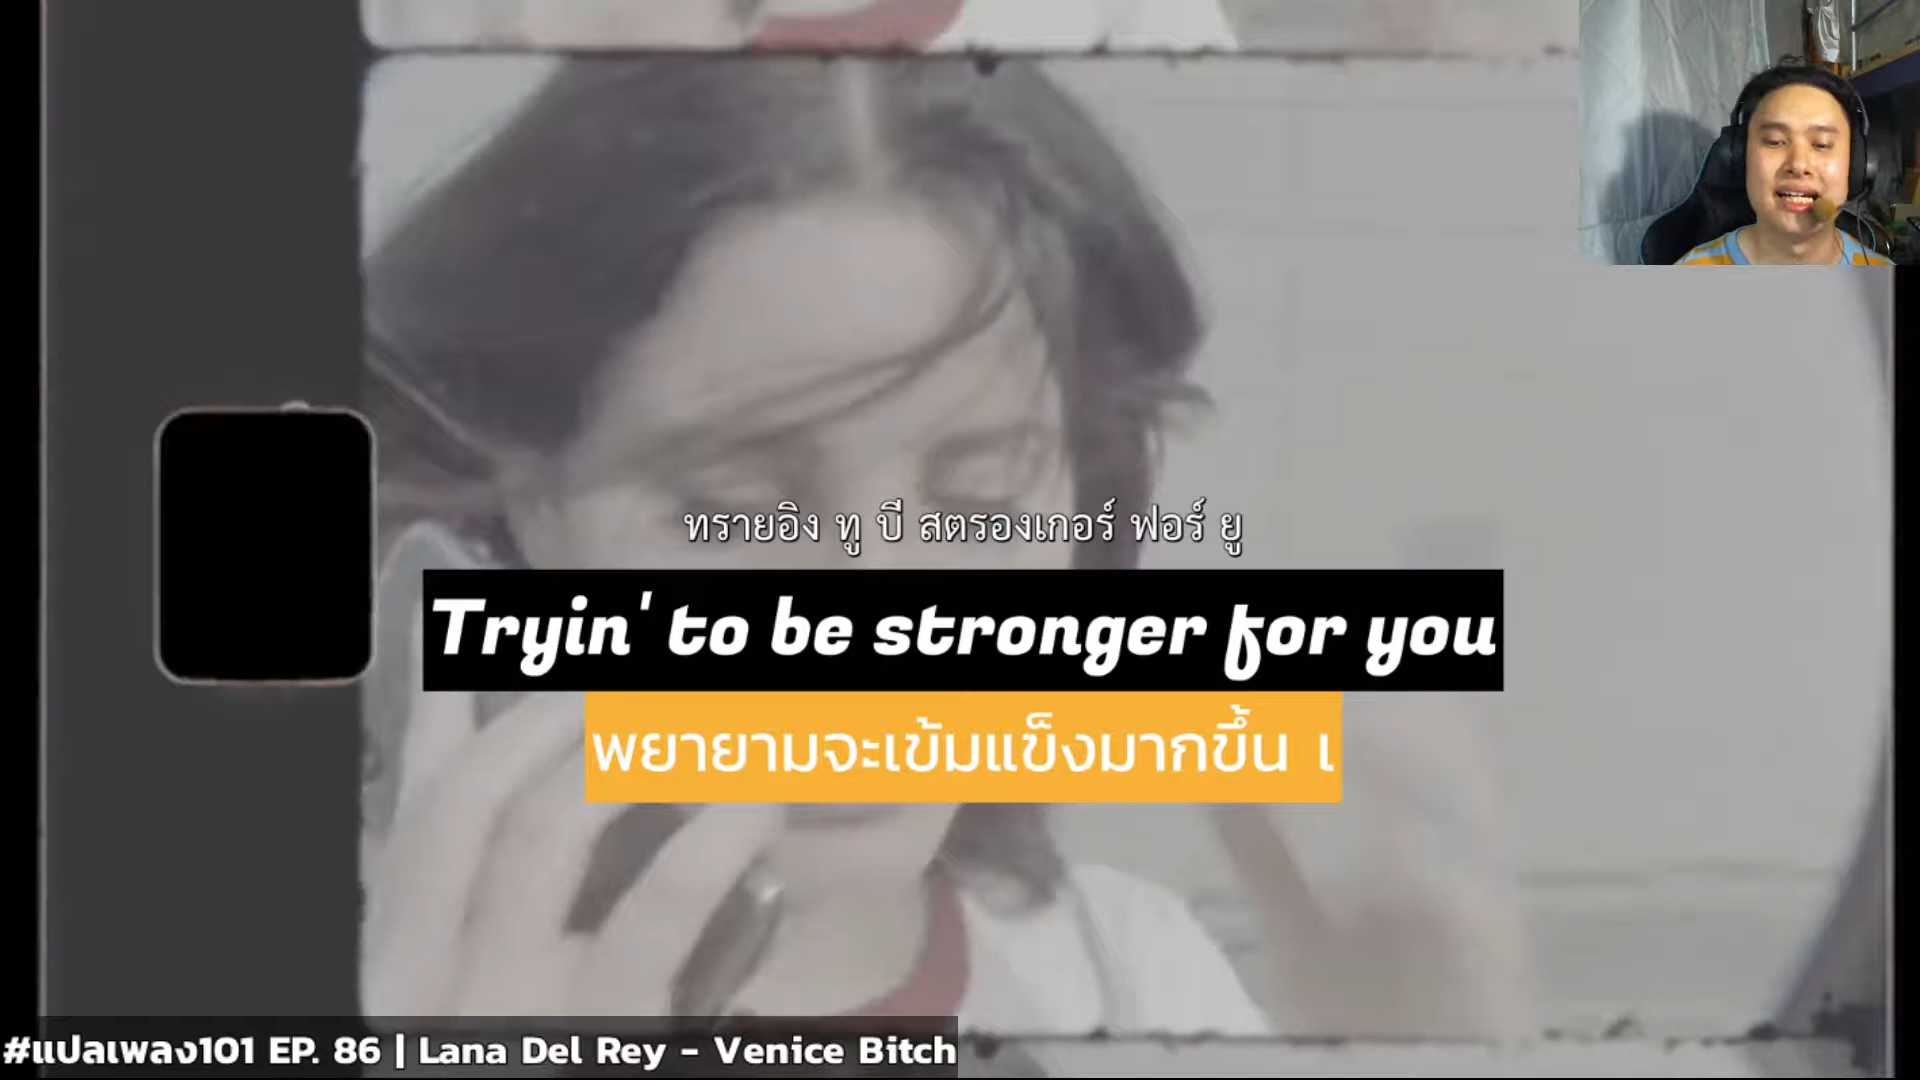 ทรายอิง ทู บี สตรองเกอร์ ฟอร์ ยู
Tryin' to be stronger for you
พยายามจะเข้มแข็งมากขึ้น เ
#แปลเพลง101 EP. 86 | Lana Del Rey - Venice Bitch